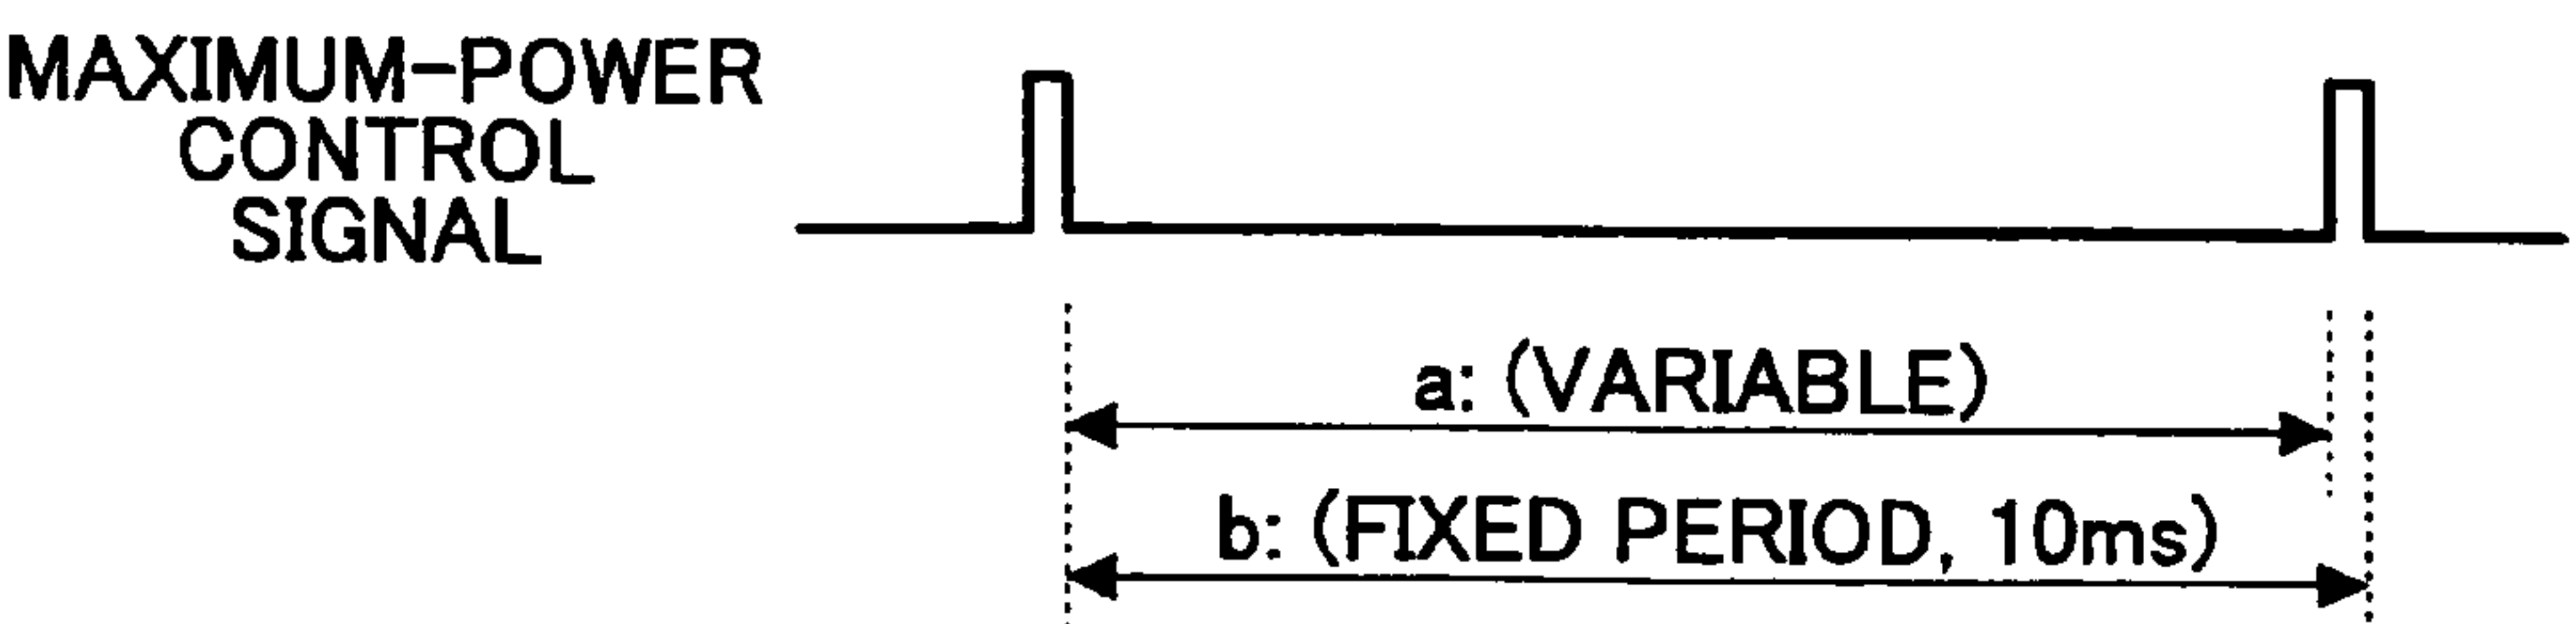 MAXIMUM-POWER
CONTROL
SIGNAL
a: (VARIABLE)
b: (FIXED PERIOD, 10ms)